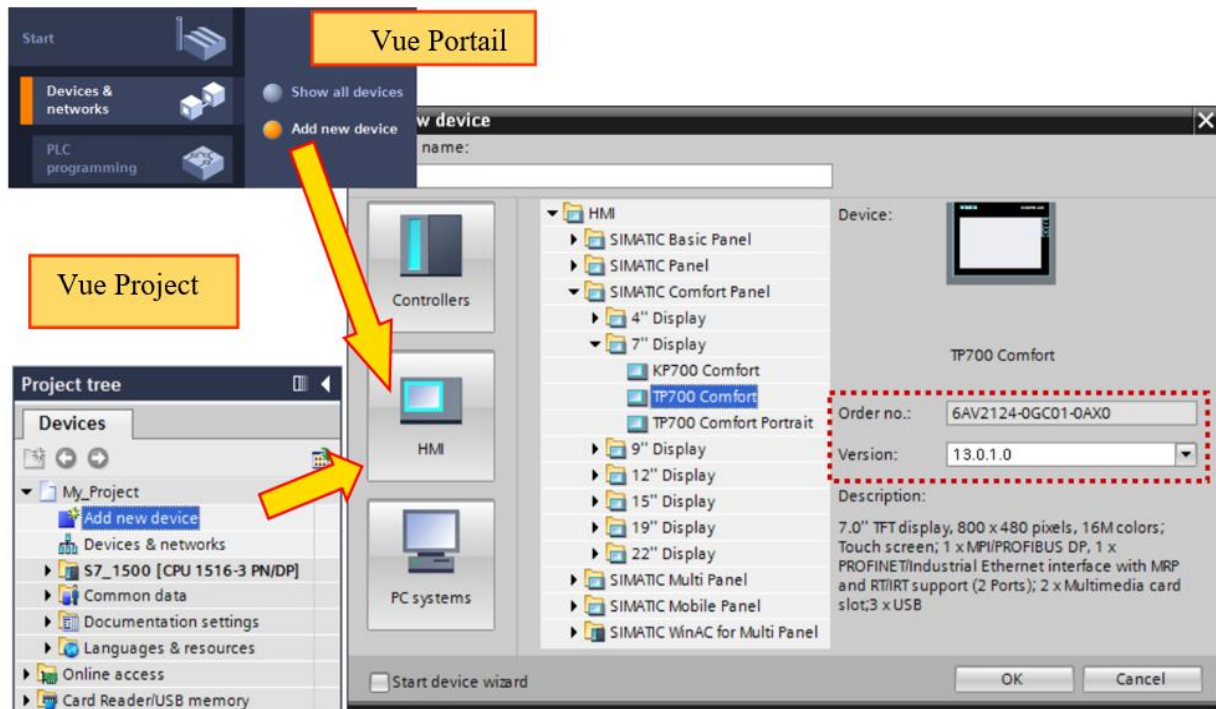 Start
Vue Portail
Devices &
networks
Show all devices
Add new device
PLC
programming
w device
name:
Vue Project
Controllers
HMI
PC systems
HMI
SIMATIC Basic Panel
SIMATIC Panel
SIMATIC Comfort Panel
4" Display
7" Display
KP700 Comfort
TP700 Comfort
TP700 Comfort Portrait
9" Display
12" Display
15" Display
19" Display
22" Display
SIMATIC Multi Panel
SIMATIC Mobile Panel
SIMATIC WinAC for Multi Panel
Device:
TP700 Comfort
Order no.: 6AV2124-0GC01-0AX0
Version: 13.0.1.0
Description:
7.0" TFT display, 800 x 480 pixels, 16M colors;
Touch screen; 1 x MPI/PROFIBUS DP, 1 x
PROFINET/Industrial Ethernet interface with MRP
and RT/IRT support (2 Ports); 2 x Multimedia card
slot;3 x USB
Project tree
Devices
My_Project
Add new device
Devices & networks
S7_1500 [CPU 1516-3 PN/DP]
Common data
Documentation settings
Languages & resources
Online access
Card Reader/USB memory
Start device wizard
OK Cancel